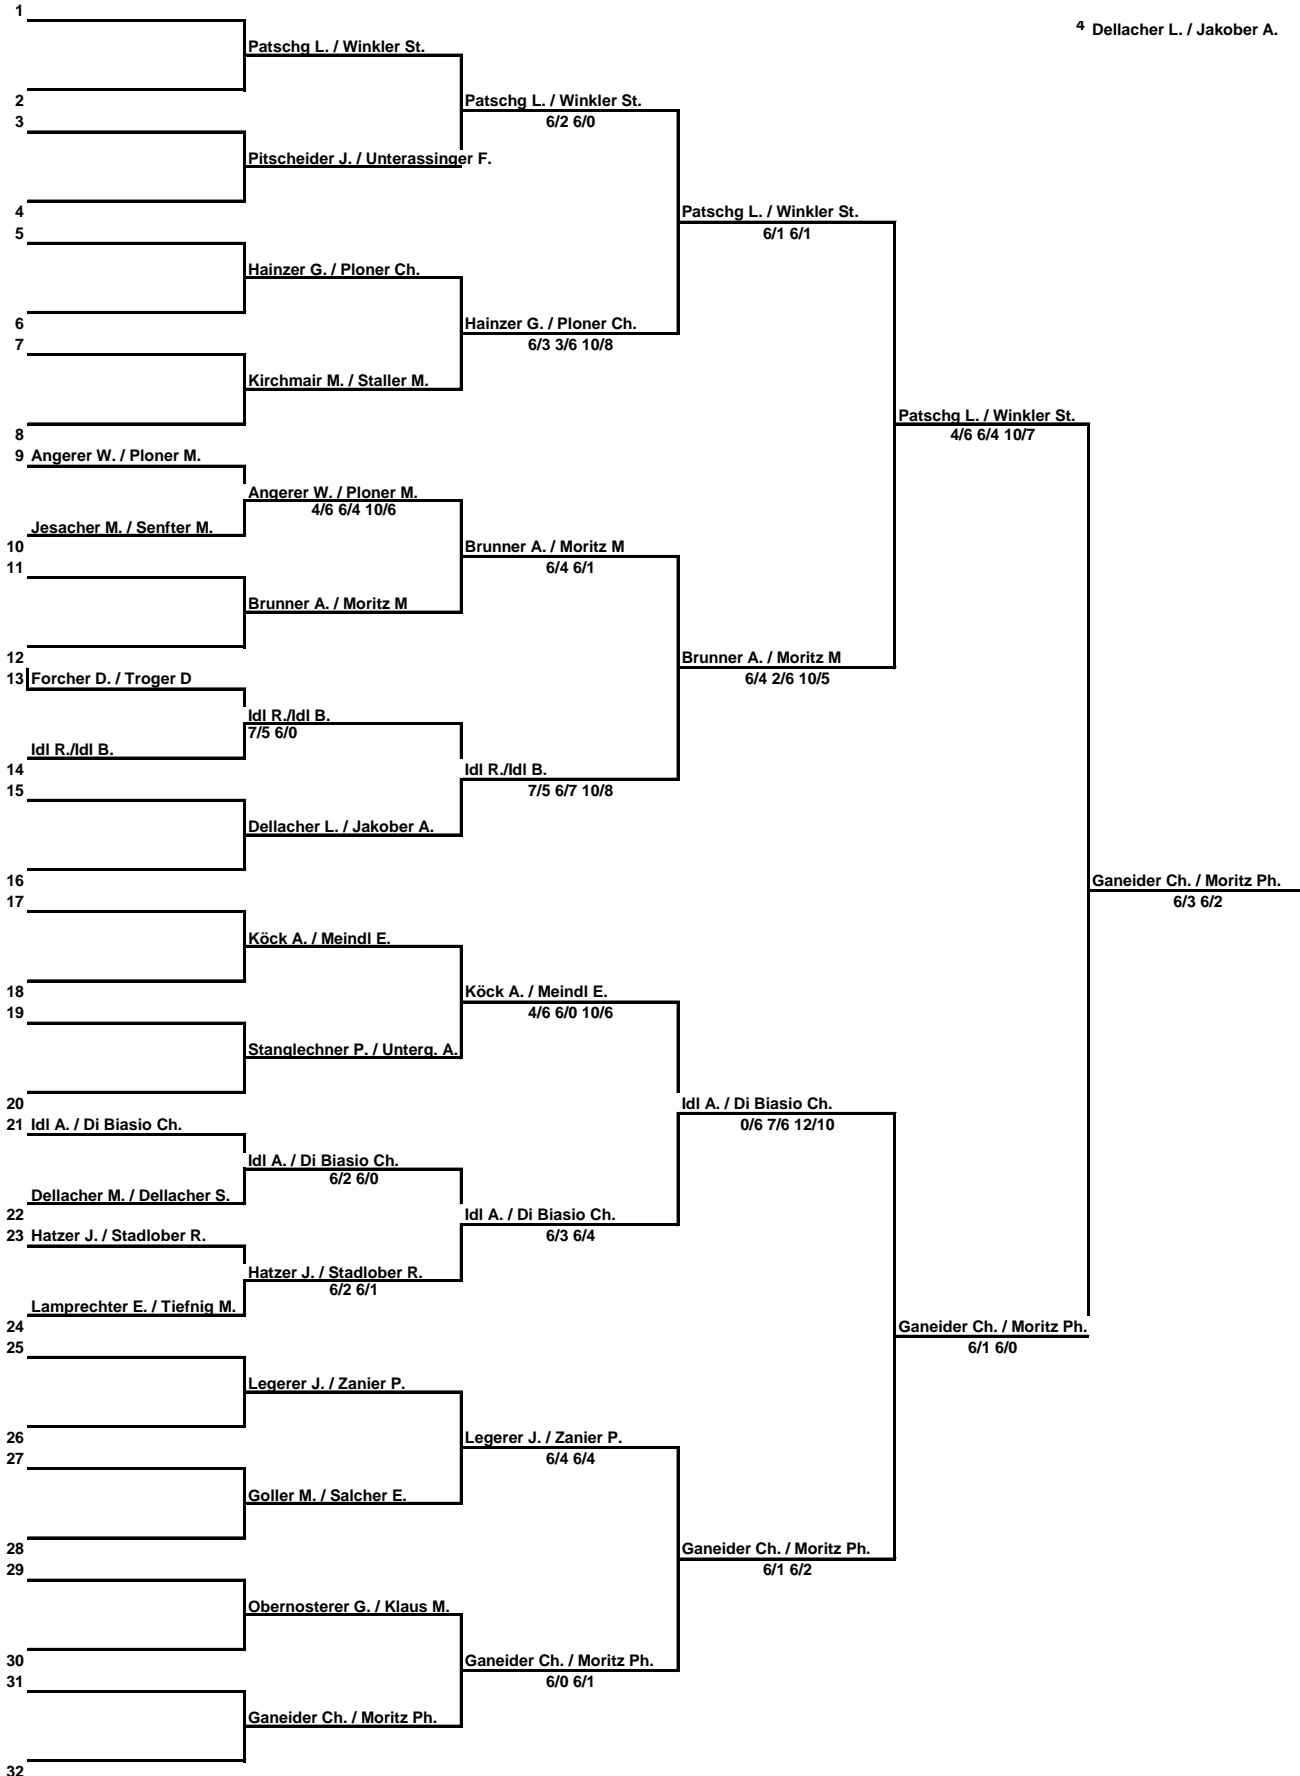 1
4 Dellacher L. / Jakober A.
Patschg L. / Winkler St.
2
Patschg L. / Winkler St.
3
6/2 6/0
Pitscheider J. / Unterassinger F.
4
Patschg L. / Winkler St.
5
6/1 6/1
Hainzer G. / Ploner Ch.
6
Hainzer G. / Ploner Ch.
7
6/3 3/6 10/8
Kirchmair M. / Staller M.
Patschg L. / Winkler St.
8
4/6 6/4 10/7
9 Angerer W. / Ploner M.
Angerer W. / Ploner M.
4/6 6/4 10/6
Jesacher M. / Senfter M.
10
Brunner A. / Moritz M
11
6/4 6/1
Brunner A. / Moritz M
12
Brunner A. / Moritz M
13 Forcher D. / Troger D
6/4 2/6 10/5
Idl R./Idl B.
7/5 6/0
Idl R./Idl B.
14
Idl R./Idl B.
15
7/5 6/7 10/8
Dellacher L. / Jakober A.
16
Ganeider Ch. / Moritz Ph.
17
6/3 6/2
Köck A. / Meindl E.
18
Köck A. / Meindl E.
19
4/6 6/0 10/6
Stanglechner P. / Unterg. A.
20
Idl A. / Di Biasio Ch.
21 Idl A. / Di Biasio Ch.
0/6 7/6 12/10
Idl A. / Di Biasio Ch.
6/2 6/0
Dellacher M. / Dellacher S.
22
Idl A. / Di Biasio Ch.
23 Hatzer J. / Stadlober R.
6/3 6/4
Hatzer J. / Stadlober R.
6/2 6/1
Lamprechter E. / Tiefnig M.
24
Ganeider Ch. / Moritz Ph.
25
6/1 6/0
Legerer J. / Zanier P.
26
Legerer J. / Zanier P.
27
6/4 6/4
Goller M. / Salcher E.
28
Ganeider Ch. / Moritz Ph.
29
6/1 6/2
Obernosterer G. / Klaus M.
30
Ganeider Ch. / Moritz Ph.
31
6/0 6/1
Ganeider Ch. / Moritz Ph.
32